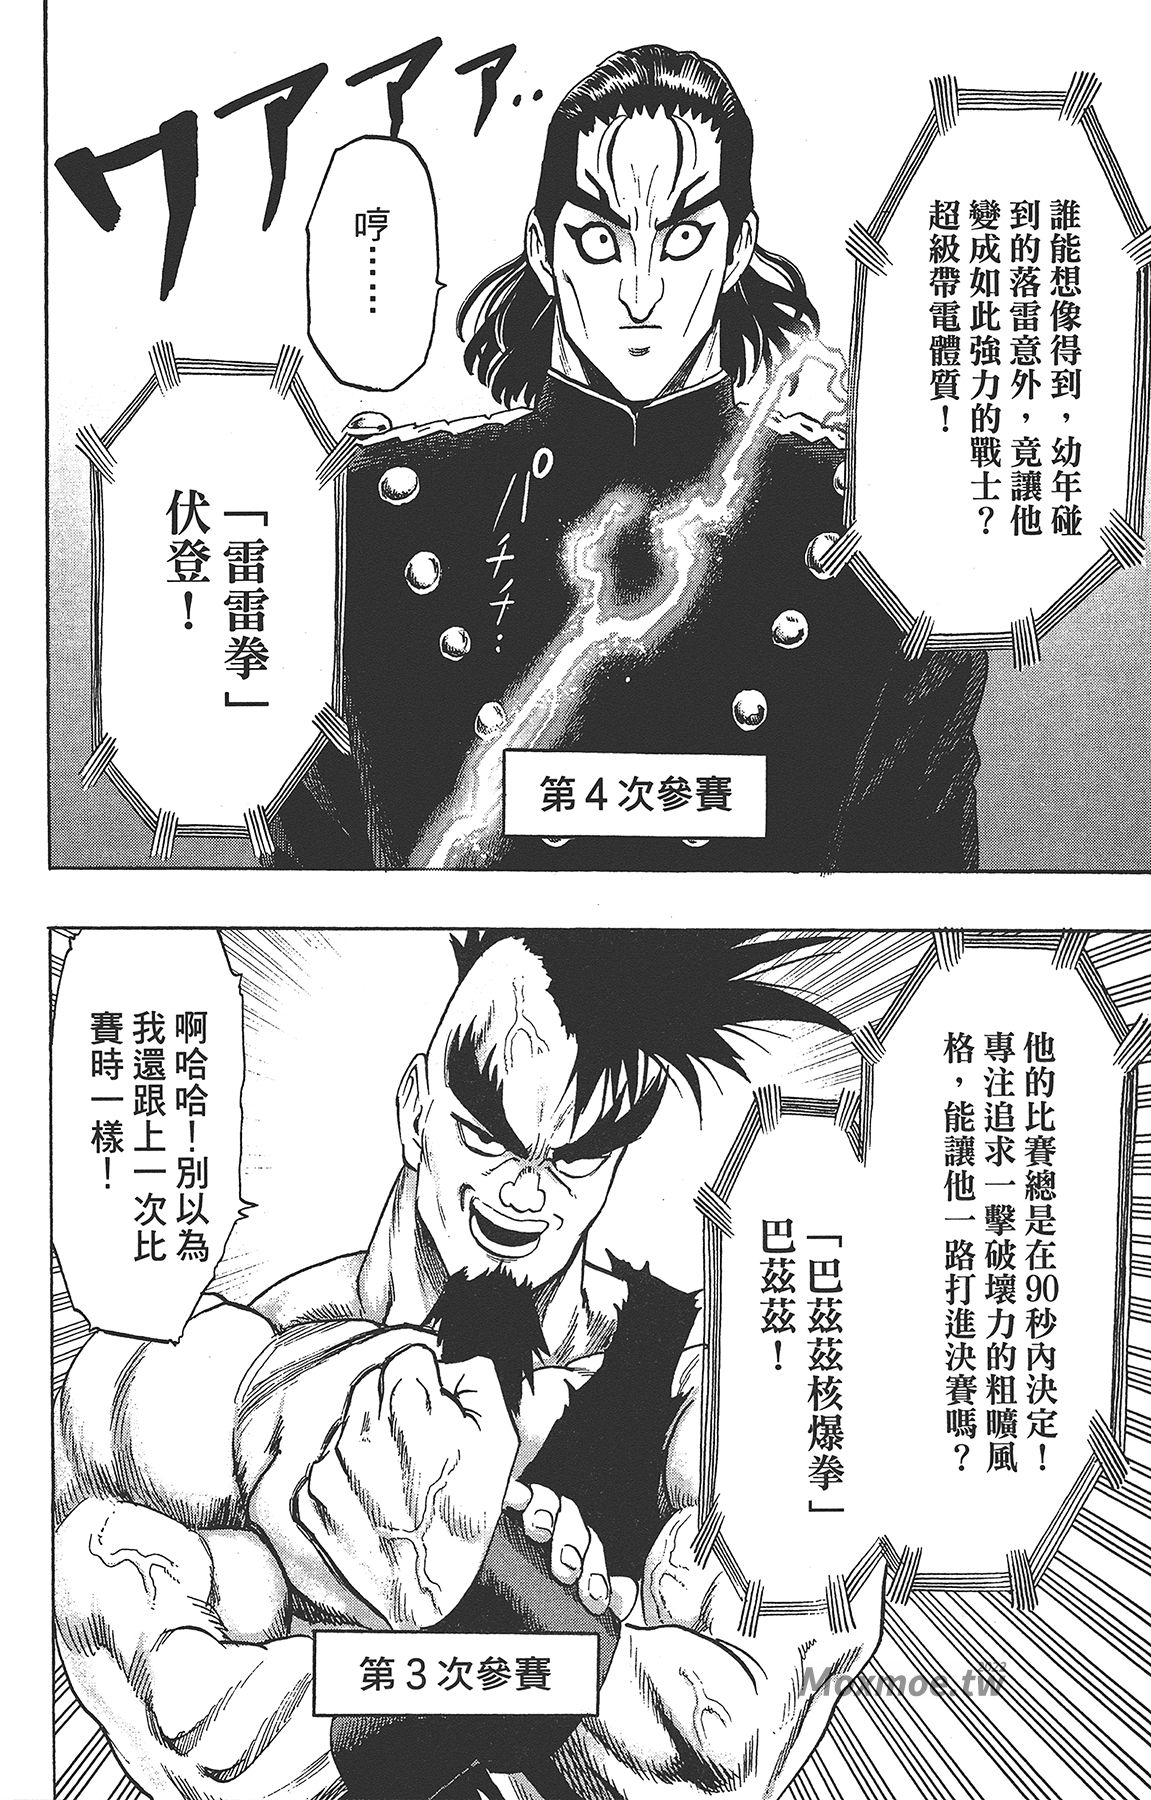 誰能想像得到，幼年碰
到的落雷意外，竟讓他
變成如此強力的戰士？
超級帶電體質！
哼……
ワアアアァ..
パチチ..
「雷雷拳」
伏登！
第4次參賽
他的比賽總是在90秒內決定！
專注追求一擊破壞力的粗曠風
格，能讓他一路打進決賽嗎？
「巴茲茲核爆拳」
巴茲茲！
啊哈哈！別以為
我還跟上一次比
賽時一樣！
第3次參賽
2022
Moxmoe.tw